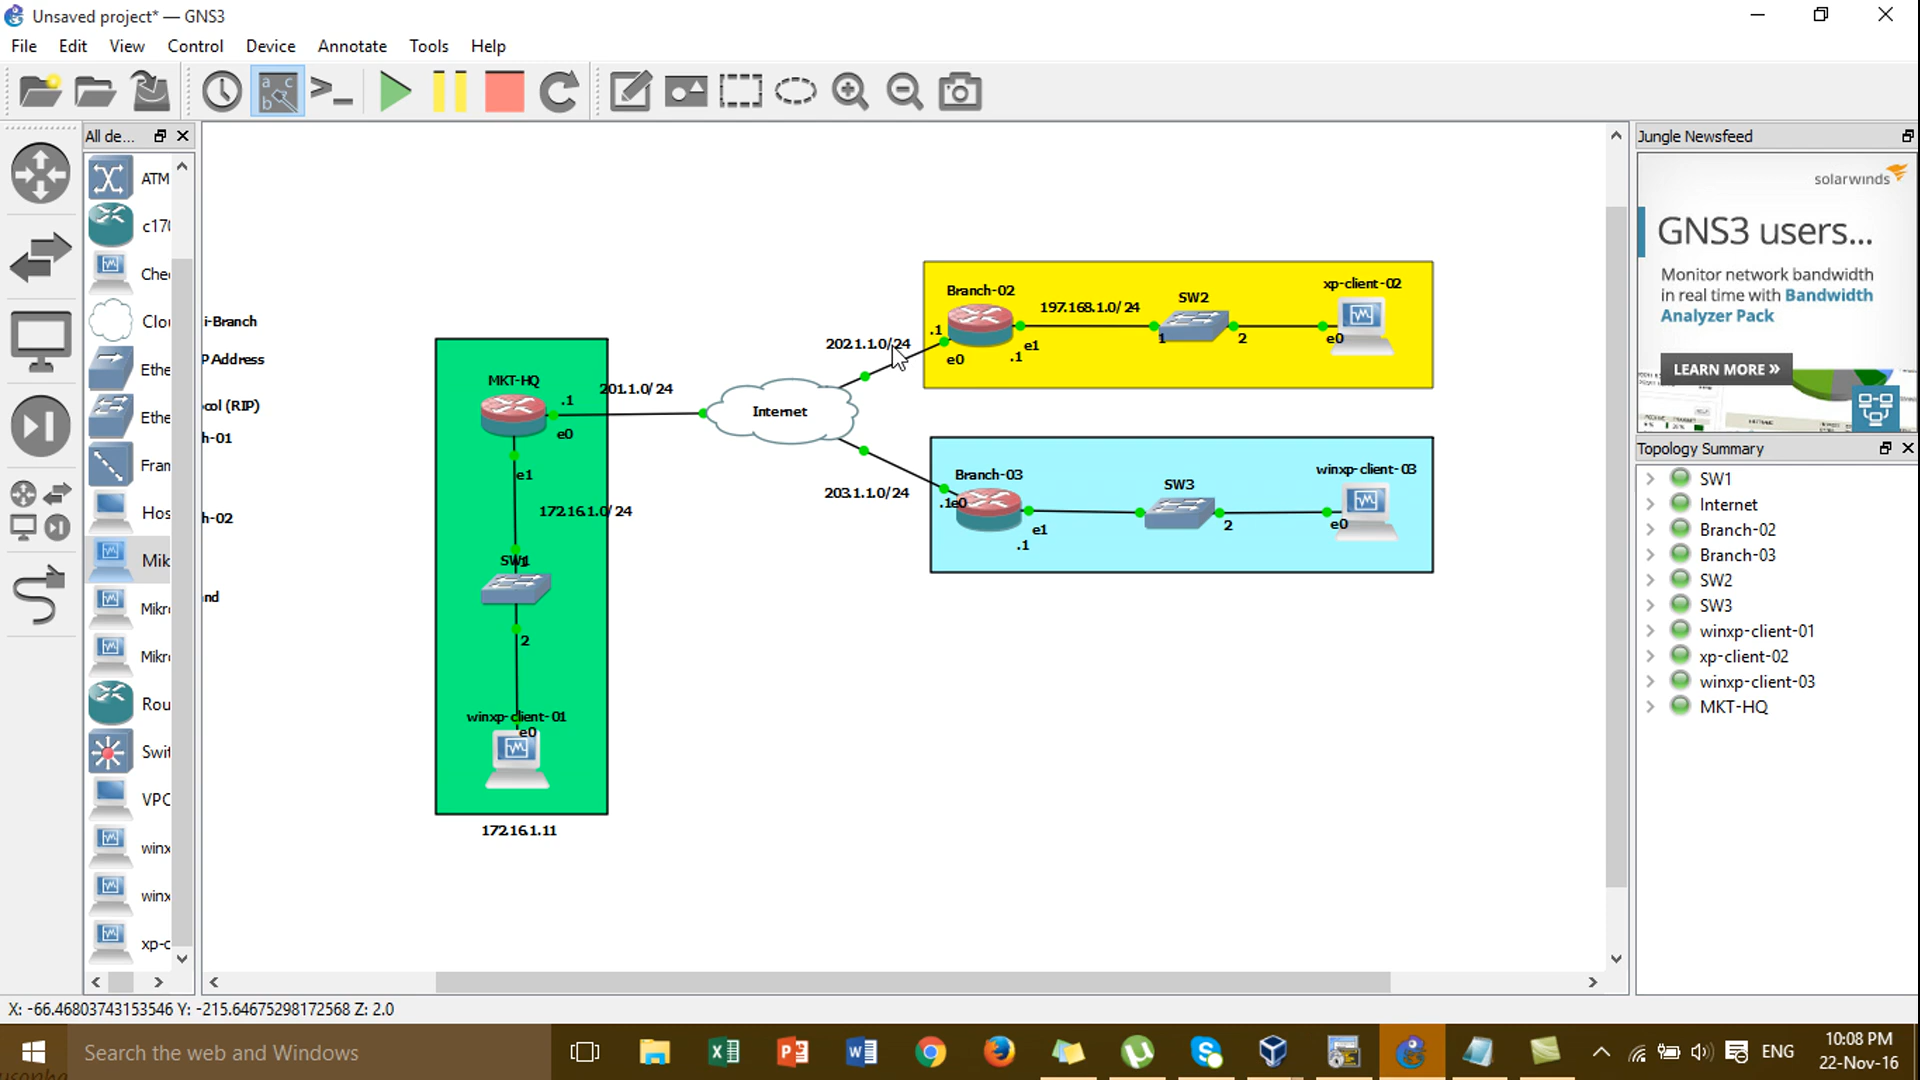 Unsaved project* — GNS3
File Edit View Control Device Annotate Tools Help
All de...
ATM
c170
Che
Clou
Ethe
Ethe
Fran
Hos
Mik
Mikr
Mikr
Rou
Swit
VPC
winx
winx
xp-c
i-Branch
P Address
col (RIP)
h-01
h-02
nd
MKT-HQ
.1
e0
e1
201.1.1.0/24
172.16.1.0/24
SW1
1
2
winxp-client-01
e0
172.16.1.11
Internet
202.1.1.0/24
203.1.1.0/24
Branch-02
.1
e0
e1
.1
197.168.1.0/24
SW2
1
2
xp-client-02
e0
Branch-03
.1e0
e1
.1
SW3
2
winxp-client-03
e0
Jungle Newsfeed
solarwinds
GNS3 users...
Monitor network bandwidth
in real time with Bandwidth
Analyzer Pack
LEARN MORE »
Topology Summary
SW1
Internet
Branch-02
Branch-03
SW2
SW3
winxp-client-01
xp-client-02
winxp-client-03
MKT-HQ
X: -66.46803743153546 Y: -215.64675298172568 Z: 2.0
Search the web and Windows
ENG
10:08 PM
22-Nov-16